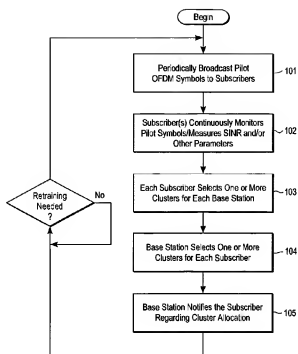 Begin
Periodically Broadcast Pilot
OFDM Symbols to Subscribers
101
Subscriber(s) Continuously Monitors
Pilot Symbols/Measures SINR and/or
Other Parameters
102
Each Subscriber Selects One or More
Clusters for Each Base Station
103
Retraining
Needed
?
No
Base Station Selects One or More
Clusters for Each Subscriber
104
Base Station Notifies the Subscriber
Regarding Cluster Allocation
105